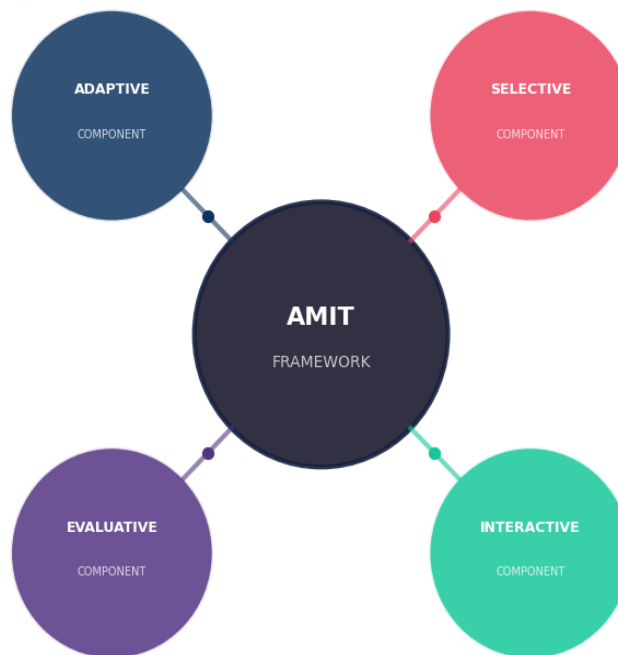 ADAPTIVE
COMPONENT
SELECTIVE
COMPONENT
AMIT
FRAMEWORK
EVALUATIVE
COMPONENT
INTERACTIVE
COMPONENT